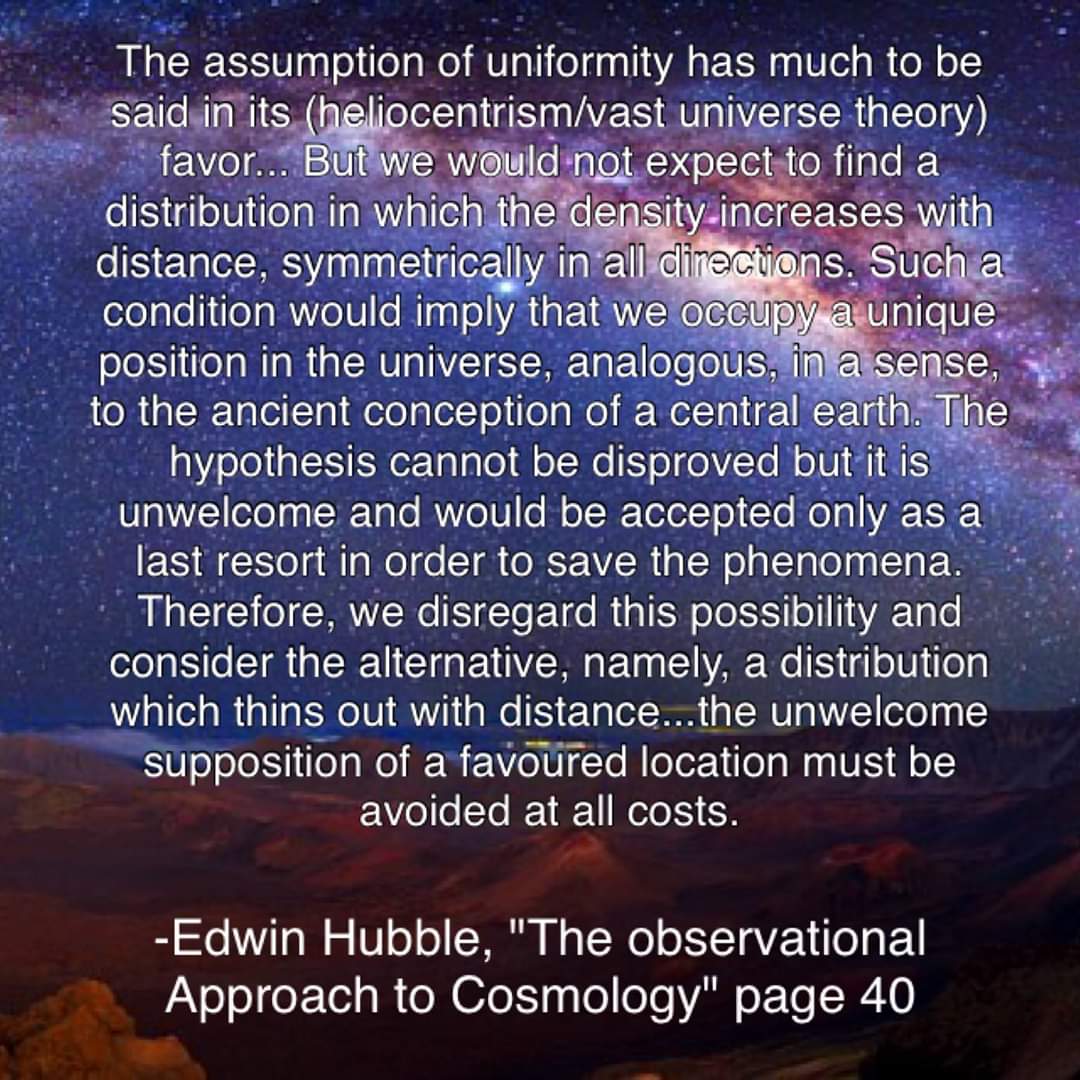 The assumption of uniformity has much to be
said in its (heliocentrism/vast universe theory)
favor... But we would not expect to find a
distribution in which the density increases with
distance, symmetrically in all directions. Such a
condition would imply that we occupy a unique
position in the universe, analogous, in a sense,
to the ancient conception of a central earth. The
hypothesis cannot be disproved but it is
unwelcome and would be accepted only as a
last resort in order to save the phenomena.
Therefore, we disregard this possibility and
consider the alternative, namely, a distribution
which thins out with distance...the unwelcome
supposition of a favoured location must be
avoided at all costs.
-Edwin Hubble, "The observational
Approach to Cosmology" page 40